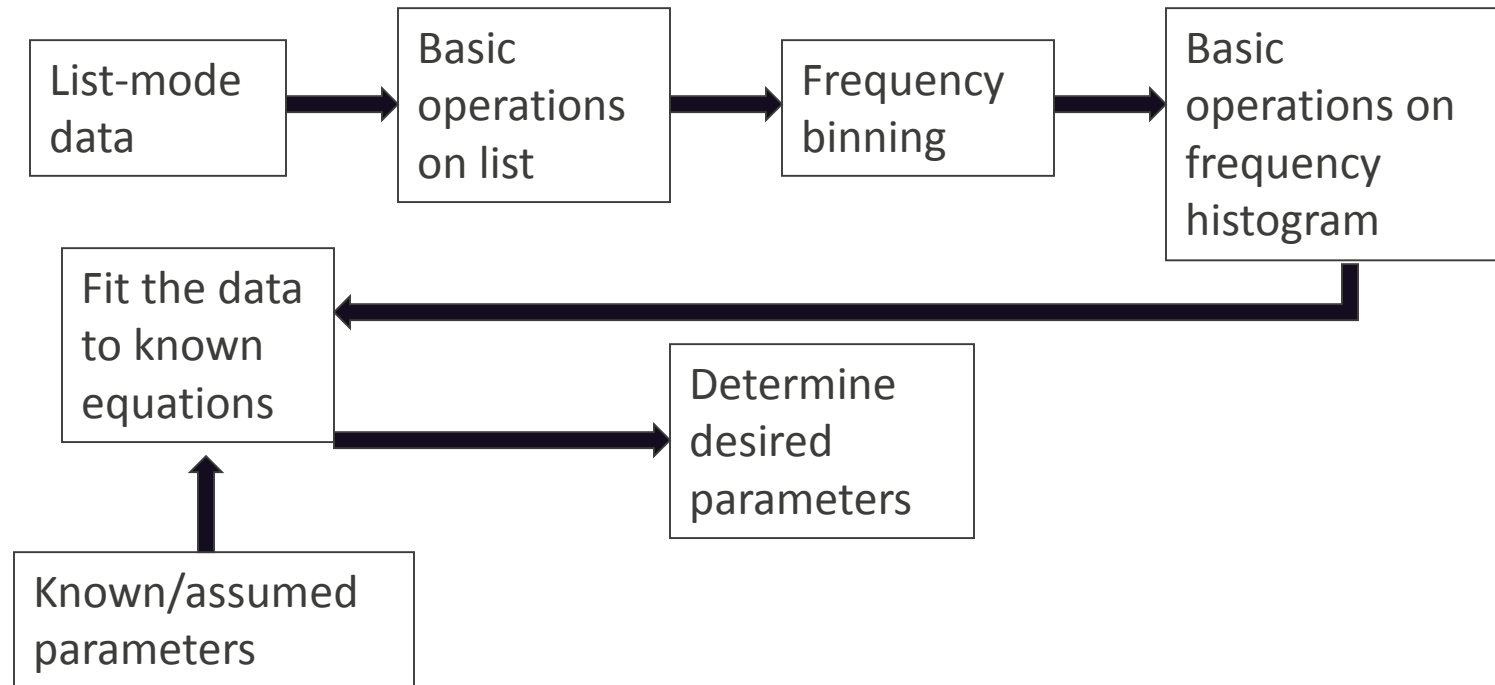 List-mode
data
Basic
operations
on list
Frequency
binning
Basic
operations on
frequency
histogram
Fit the data
to known
equations
Determine
desired
parameters
Known/assumed
parameters